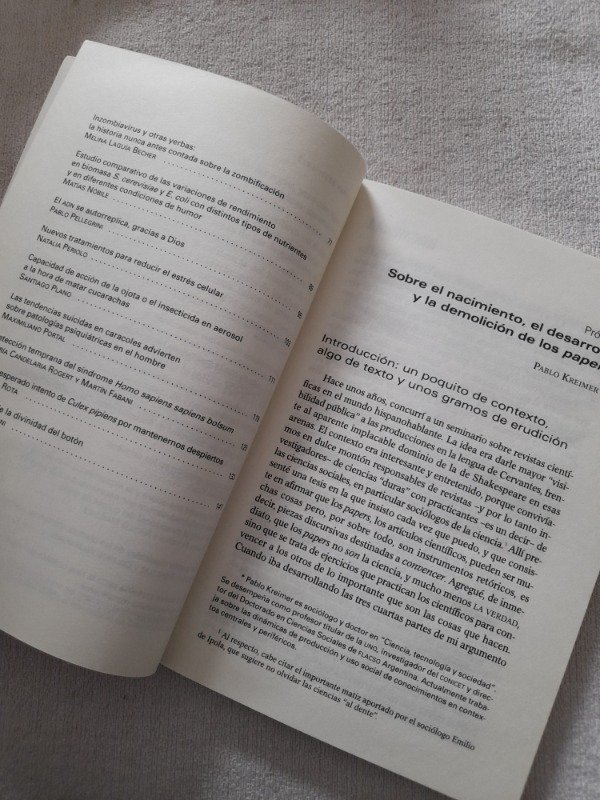 Inzombiavirus y otras yerbas:
la historia nunca antes contada sobre la zombificación
MELINA LAGUIA BECHER
Estudio comparativo de las variaciones de rendimiento
en biomasa S. cerevisiae y E. coli con distintos tipos de nutrientes
y en diferentes condiciones de humor
MATIAS NOBILE
El ADN se autorreplica, gracias a Dios
PABLO PELLEGRINI
Nuevos tratamientos para reducir el estrés celular
NATALIA PERIOLO
Capacidad de acción de la ojota o el insecticida en aerosol
a la hora de matar cucarachas
SANTIAGO PLANO
Las tendencias suicidas en caracoles advierten
sobre patologías psiquiátricas en el hombre
MAXIMILIANO PORTAL
tección temprana del síndrome Homo sapiens sapiens bolsum
RIA CANDELARIA ROGERT Y MARTIN FABANI
sperado intento de Culex pipiens por mantenernos despiertos
ROTA
e la divinidad del botón
Pró
Sobre el nacimiento, el desarro
y la demolición de los paper
PABLO KREIMER
Introducción: un poquito de contexto,
algo de texto y unos gramos de erudición
Hace unos años, concurrí a un seminario sobre revistas cientí-
ficas en el mundo hispanohablante. La idea era darle mayor "visi-
bilidad pública" a las producciones en la lengua de Cervantes, fren-
te al aparente implacable dominio de la de Shakespeare en esas
arenas. El contexto era interesante y entretenido, porque convivía-
mos en dulce montón responsables de revistas –y por lo tanto in-
vestigadores– de ciencias "duras" con practicantes –es un decir– de
las ciencias sociales, en particular sociólogos de la ciencia.¹ Allí pre-
senté una tesis en la que insisto cada vez que puedo, y que consis-
te en afirmar que los papers, los artículos científicos, pueden ser mu-
chas cosas pero, por sobre todo, son instrumentos retóricos, es
decir, piezas discursivas destinadas a convencer. Agregué, de inme-
diato, que los papers no son la ciencia, y mucho menos LA VERDAD,
sino que se trata de ejercicios que practican los científicos para con-
vencer a los otros de lo importante que son las cosas que hacen.
Cuando iba desarrollando las tres cuartas partes de mi argumento
* Pablo Kreimer es sociólogo y doctor en "Ciencia, tecnología y sociedad".
Se desempeña como profesor titular de la UNQ, investigador del CONICET y direc-
tor del Doctorado en Ciencias Sociales de FLACSO Argentina. Actualmente traba-
ja sobre las dinámicas de producción y uso social de conocimientos en contex-
tos centrales y periféricos.
¹ Al respecto, cabe citar el importante matiz aportado por el sociólogo Emilio
de Ipola, que sugiere no olvidar las ciencias "al dente".